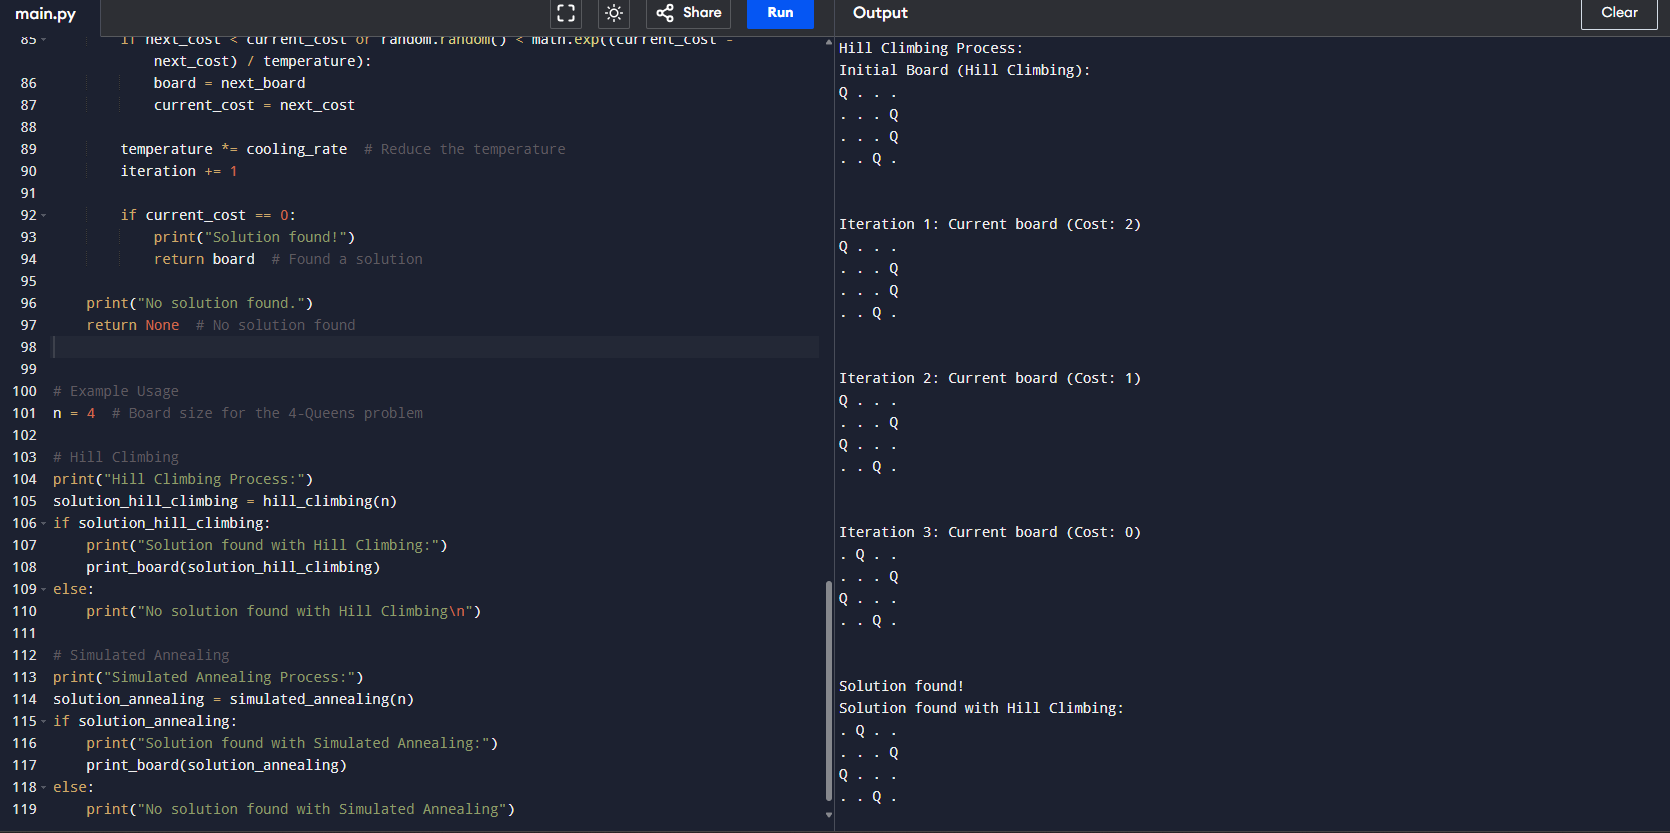 main.py
Share
Run
85 if next_cost < current_cost or random.random() < math.exp((current_cost -
next_cost) / temperature):
86 board = next_board
87 current_cost = next_cost
88
89 temperature *= cooling_rate  # Reduce the temperature
90 iteration += 1
91
92 if current_cost == 0:
93 print("Solution found!")
94 return board  # Found a solution
95
96 print("No solution found.")
97 return None  # No solution found
98
99
100 # Example Usage
101 n = 4  # Board size for the 4-Queens problem
102
103 # Hill Climbing
104 print("Hill Climbing Process:")
105 solution_hill_climbing = hill_climbing(n)
106 if solution_hill_climbing:
107 print("Solution found with Hill Climbing:")
108 print_board(solution_hill_climbing)
109 else:
110 print("No solution found with Hill Climbing\n")
111
112 # Simulated Annealing
113 print("Simulated Annealing Process:")
114 solution_annealing = simulated_annealing(n)
115 if solution_annealing:
116 print("Solution found with Simulated Annealing:")
117 print_board(solution_annealing)
118 else:
119 print("No solution found with Simulated Annealing")
Output
Clear
Hill Climbing Process:
Initial Board (Hill Climbing):
Q . . .
. . . Q
. . . Q
. . Q .
Iteration 1: Current board (Cost: 2)
Q . . .
. . . Q
. . . Q
. . Q .
Iteration 2: Current board (Cost: 1)
Q . . .
. . . Q
Q . . .
. . Q .
Iteration 3: Current board (Cost: 0)
. Q . .
. . . Q
Q . . .
. . Q .
Solution found!
Solution found with Hill Climbing:
. Q . .
. . . Q
Q . . .
. . Q .